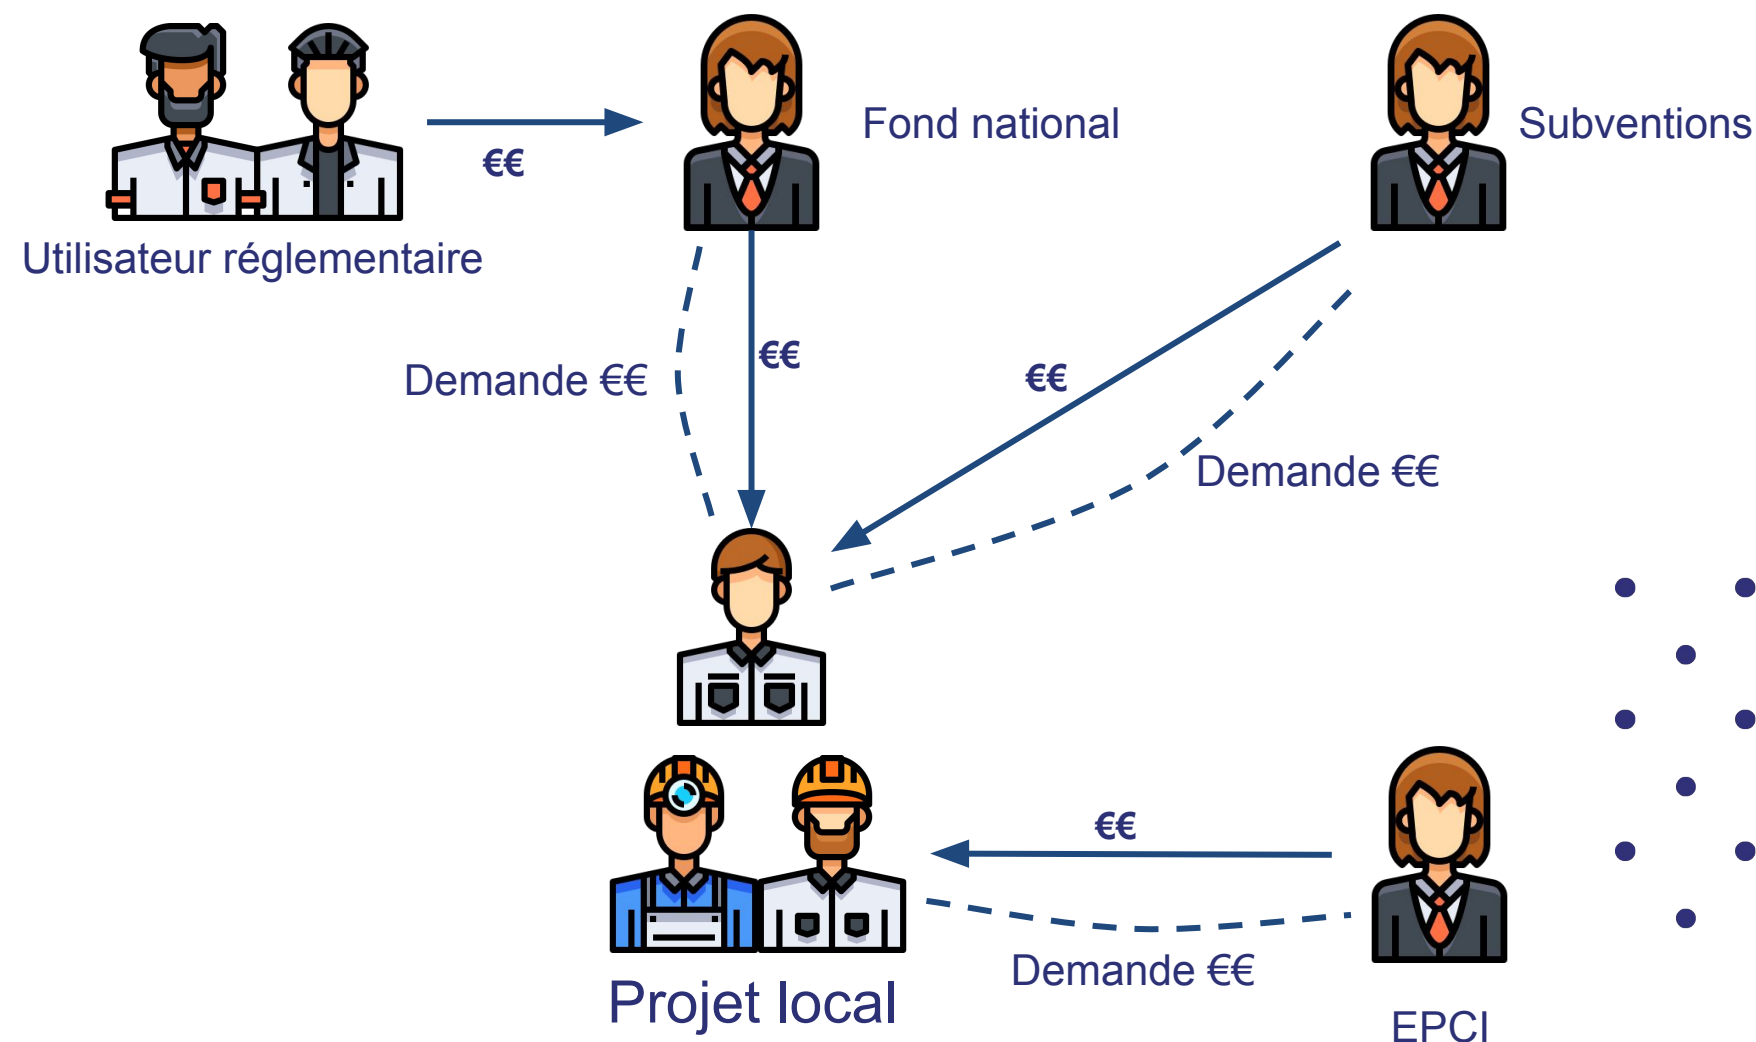 Fond national
Subventions
€€
Utilisateur réglementaire
€€
Demande €€
€€
Demande €€
€€
Demande €€
Projet local
EPCI